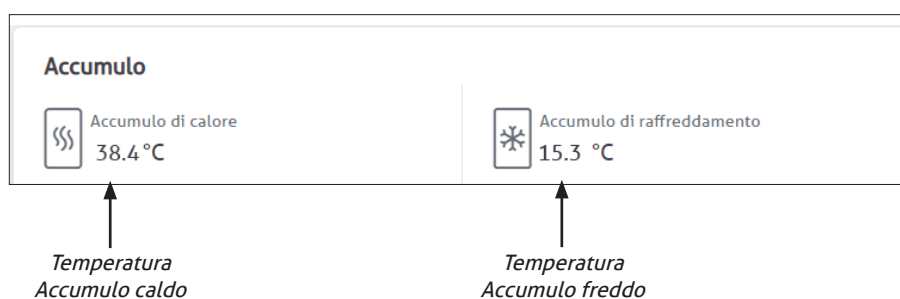 Accumulo
Accumulo di calore
38.4°C
Accumulo di raffreddamento
15.3 °C
Temperatura
Accumulo caldo
Temperatura
Accumulo freddo